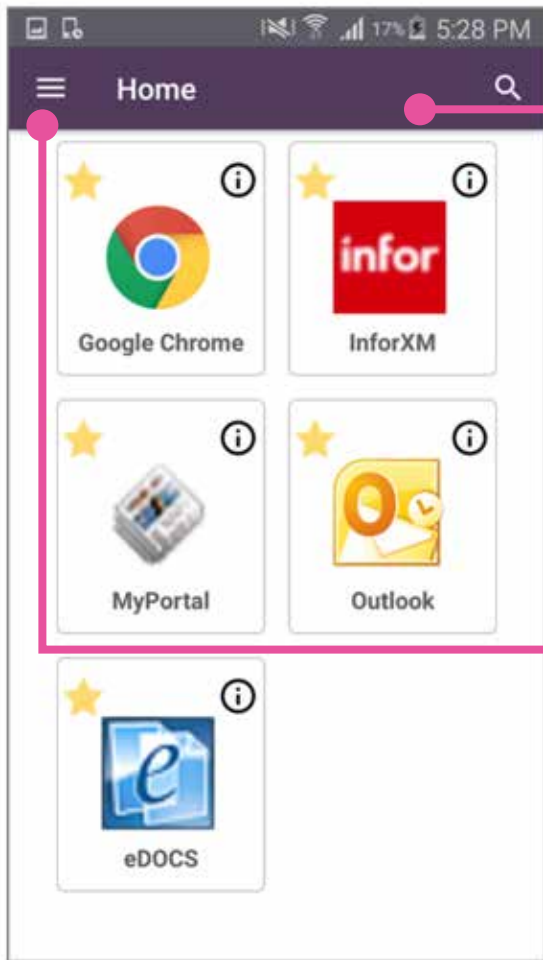 17% 5:28 PM
Home
infor
Google Chrome
InforXM
MyPortal
Outlook
eDOCS